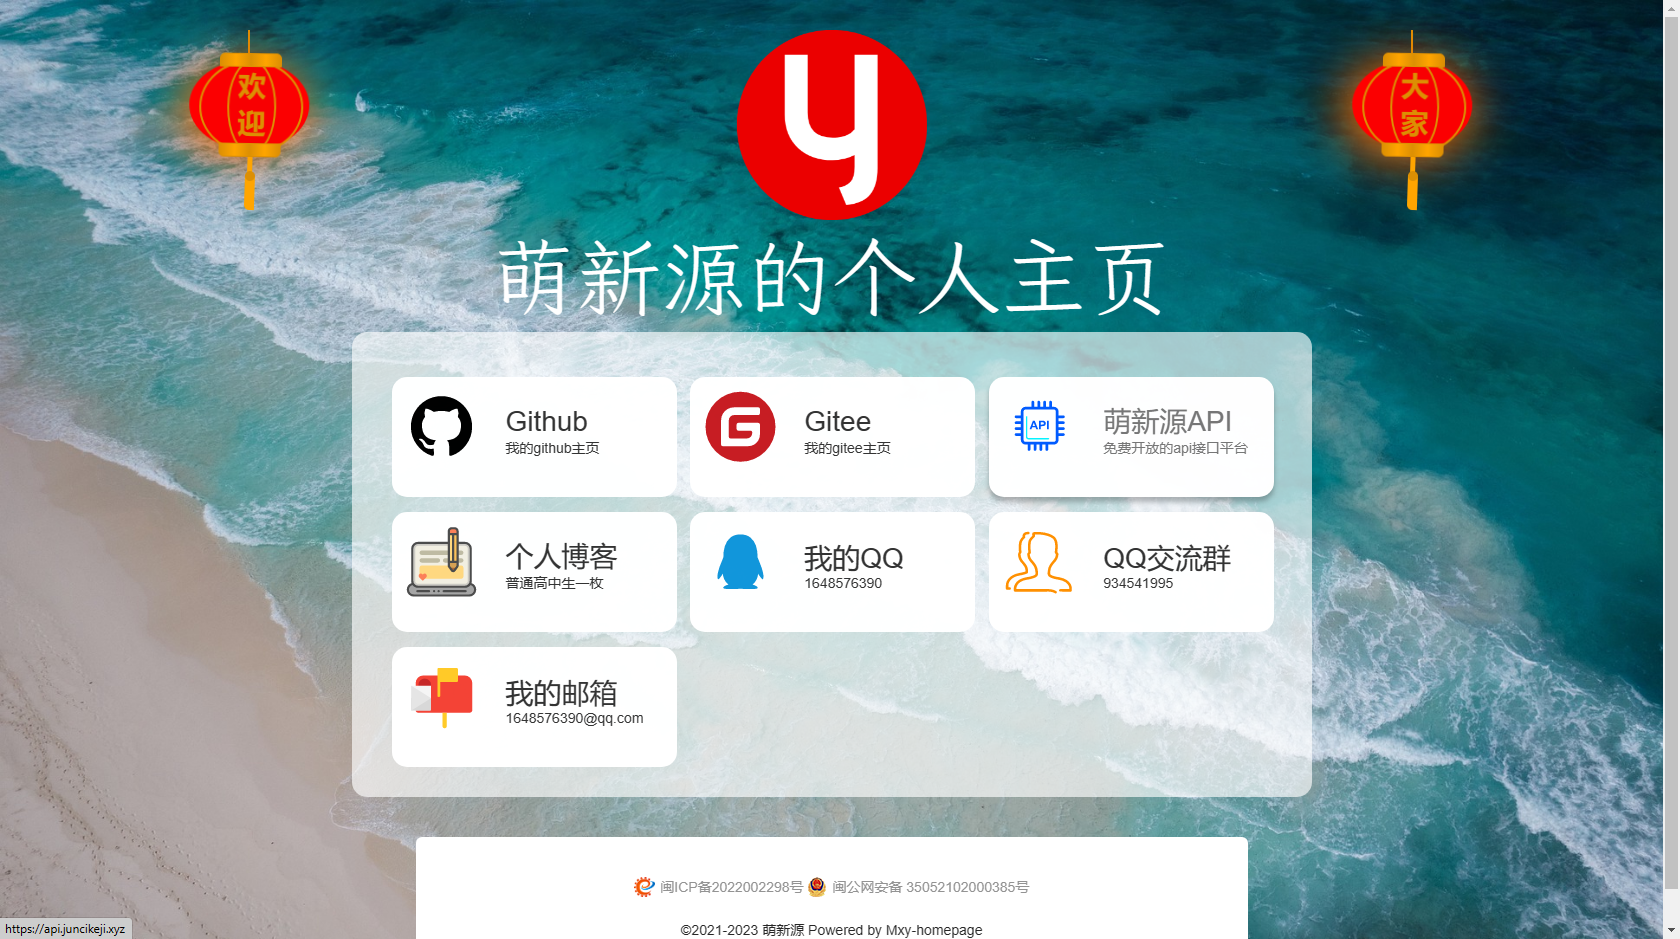 欢迎
大家
y
萌新源的个人主页
Github
我的github主页
Gitee
我的gitee主页
API
萌新源API
免费开放的api接口平台
个人博客
普通高中生一枚
我的QQ
1648576390
QQ交流群
934541995
我的邮箱
1648576390@qq.com
闽ICP备2022002298号 闽公网安备 35052102000385号
©2021-2023 萌新源 Powered by Mxy-homepage
https://api.juncikeji.xyz